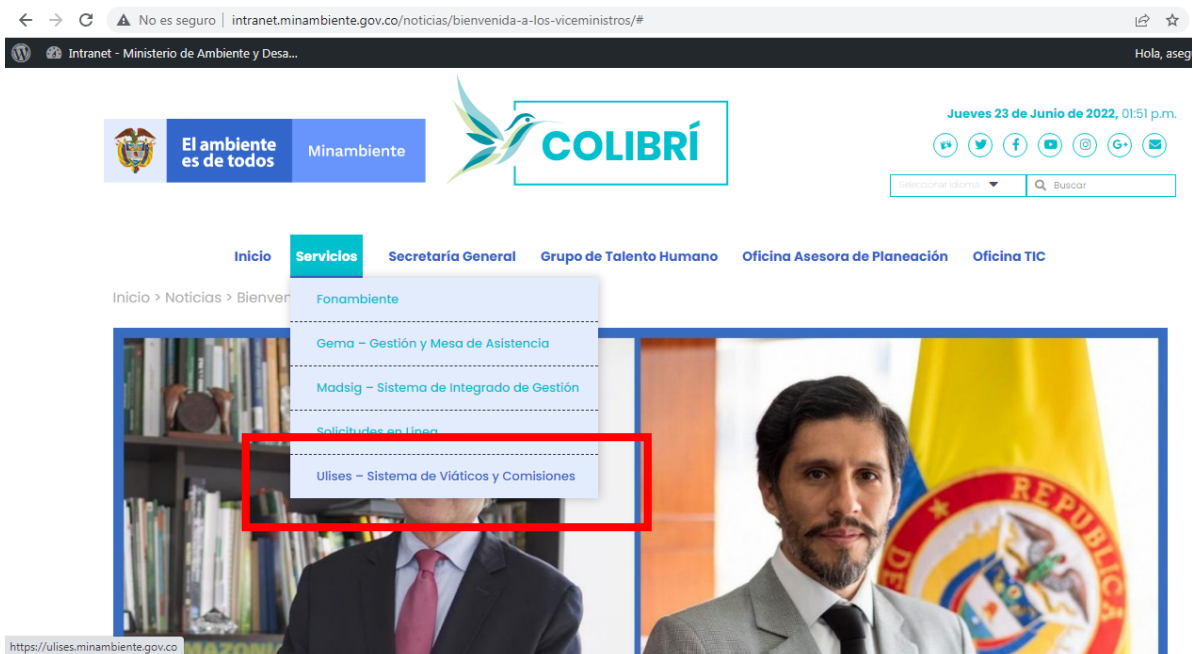 No es seguro | intranet.minambiente.gov.co/noticias/bienvenida-a-los-viceministros/#
Intranet - Ministerio de Ambiente y Desa...
Hola, aseg
El ambiente
es de todos
Minambiente
COLIBRÍ
Jueves 23 de Junio de 2022, 01:51 p.m.
Seleccionar idioma
Buscar
Inicio Servicios Secretaría General Grupo de Talento Humano Oficina Asesora de Planeación Oficina TIC
Inicio > Noticias > Bienven
Fonambiente
Gema – Gestión y Mesa de Asistencia
Madsig – Sistema de Integrado de Gestión
Solicitudes en Línea
Ulises – Sistema de Viáticos y Comisiones
REPUBLICA
DE
AMAZONI
https://ulises.minambiente.gov.co